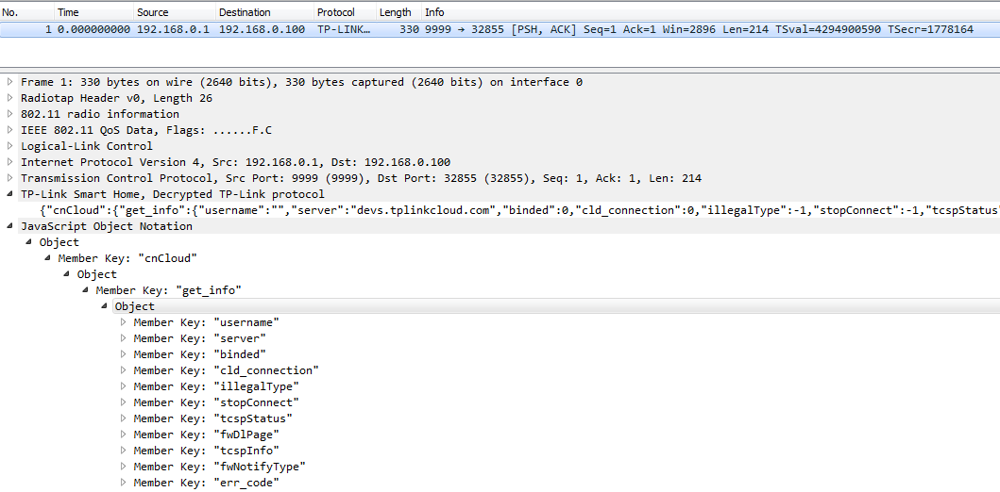 No. Time Source Destination Protocol Length Info
1 0.000000000 192.168.0.1 192.168.0.100 TP-LINK… 330 9999 → 32855 [PSH, ACK] Seq=1 Ack=1 Win=2896 Len=214 TSval=4294900590 TSecr=1778164
Frame 1: 330 bytes on wire (2640 bits), 330 bytes captured (2640 bits) on interface 0
Radiotap Header v0, Length 26
802.11 radio information
IEEE 802.11 QoS Data, Flags: ......F.C
Logical-Link Control
Internet Protocol Version 4, Src: 192.168.0.1, Dst: 192.168.0.100
Transmission Control Protocol, Src Port: 9999 (9999), Dst Port: 32855 (32855), Seq: 1, Ack: 1, Len: 214
TP-Link Smart Home, Decrypted TP-Link protocol
{"cnCloud":{"get_info":{"username":"","server":"devs.tplinkcloud.com","binded":0,"cld_connection":0,"illegalType":-1,"stopConnect":-1,"tcspStatus"
JavaScript Object Notation
Object
Member Key: "cnCloud"
Object
Member Key: "get_info"
Object
Member Key: "username"
Member Key: "server"
Member Key: "binded"
Member Key: "cld_connection"
Member Key: "illegalType"
Member Key: "stopConnect"
Member Key: "tcspStatus"
Member Key: "fwDlPage"
Member Key: "tcspInfo"
Member Key: "fwNotifyType"
Member Key: "err_code"